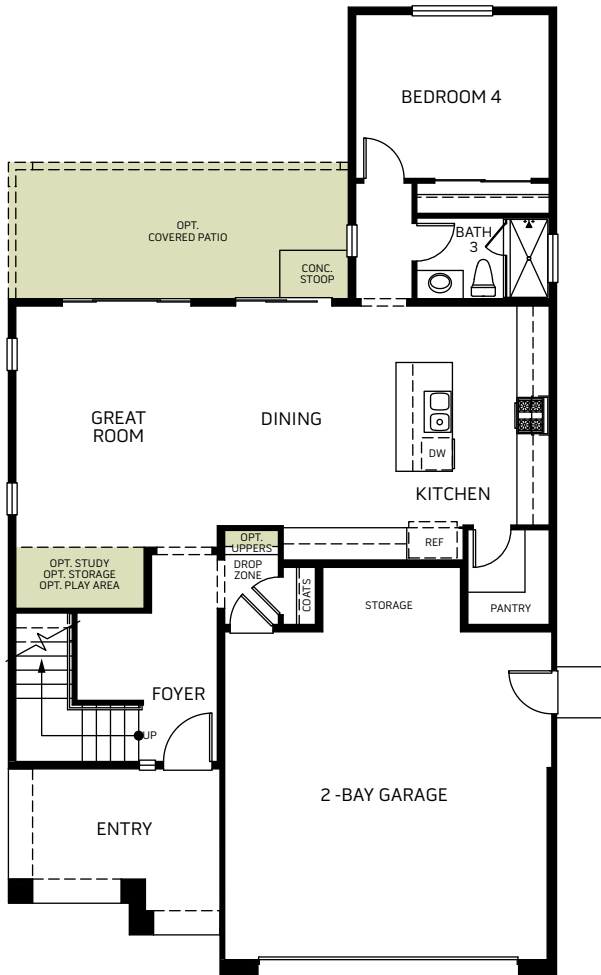 BEDROOM 4
OPT.
COVERED PATIO
BATH
3
CONC.
STOOP
GREAT
ROOM
DINING
DW
KITCHEN
OPT.
UPPERS
REF
DROP
ZONE
OPT. STUDY
OPT. STORAGE
OPT. PLAY AREA
COATS
STORAGE
PANTRY
FOYER
UP
2 -BAY GARAGE
ENTRY